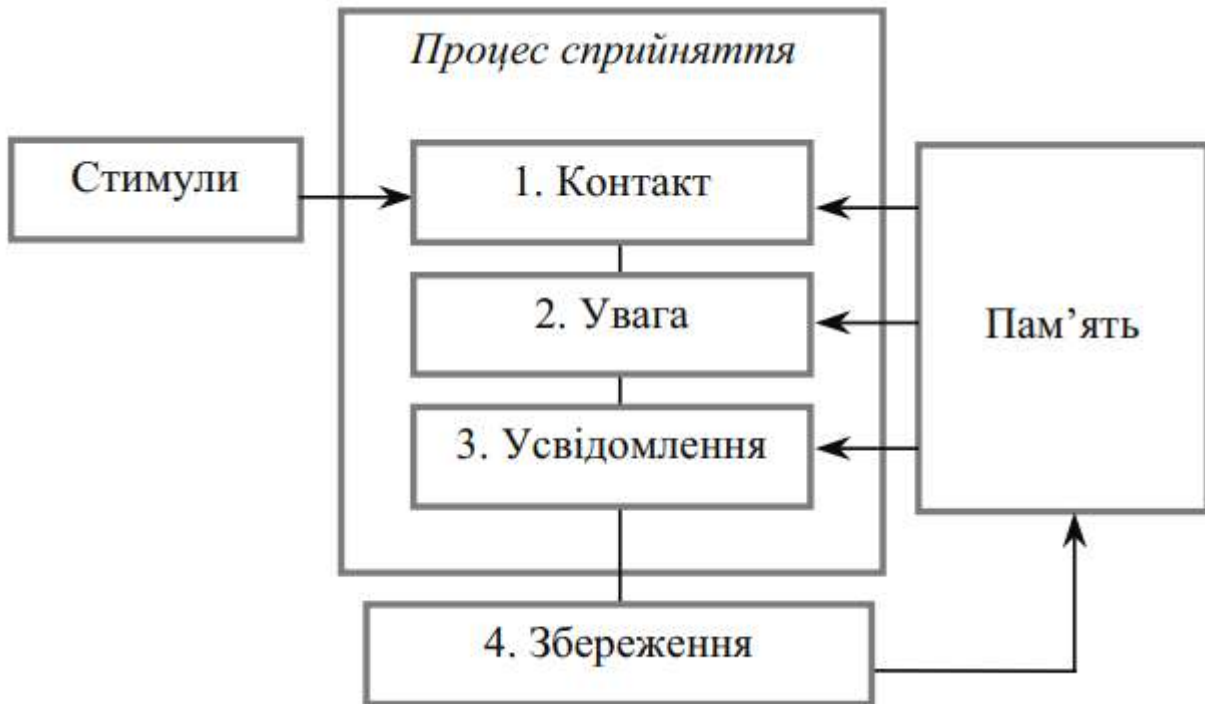 Процес сприйняття
Стимули
1. Контакт
2. Увага
Пам’ять
3. Усвідомлення
4. Збереження